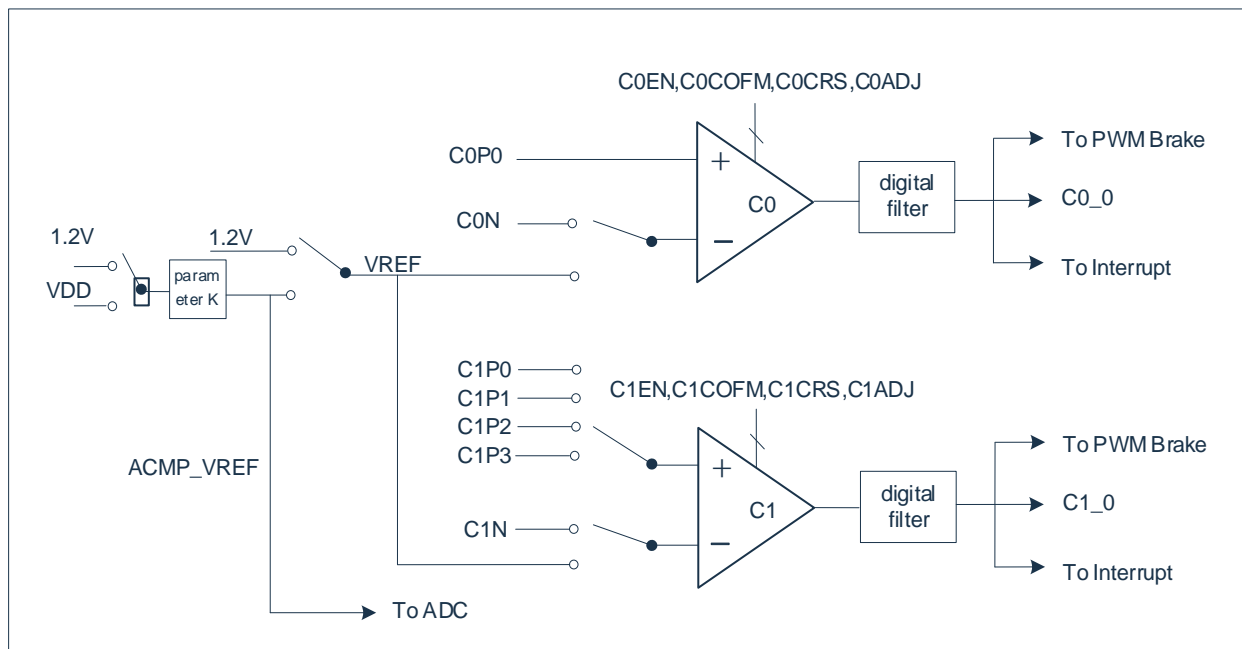 C0EN,C0COFM,C0CRS,C0ADJ
C0P0
+
To PWM Brake
digital
filter
C0
C0_0
C0N
−
1.2V
1.2V
VREF
To Interrupt
VDD
param
eter K
C1P0
C1P1
C1EN,C1COFM,C1CRS,C1ADJ
C1P2
C1P3
+
To PWM Brake
ACMP_VREF
digital
filter
C1
C1_0
C1N
−
To Interrupt
To ADC